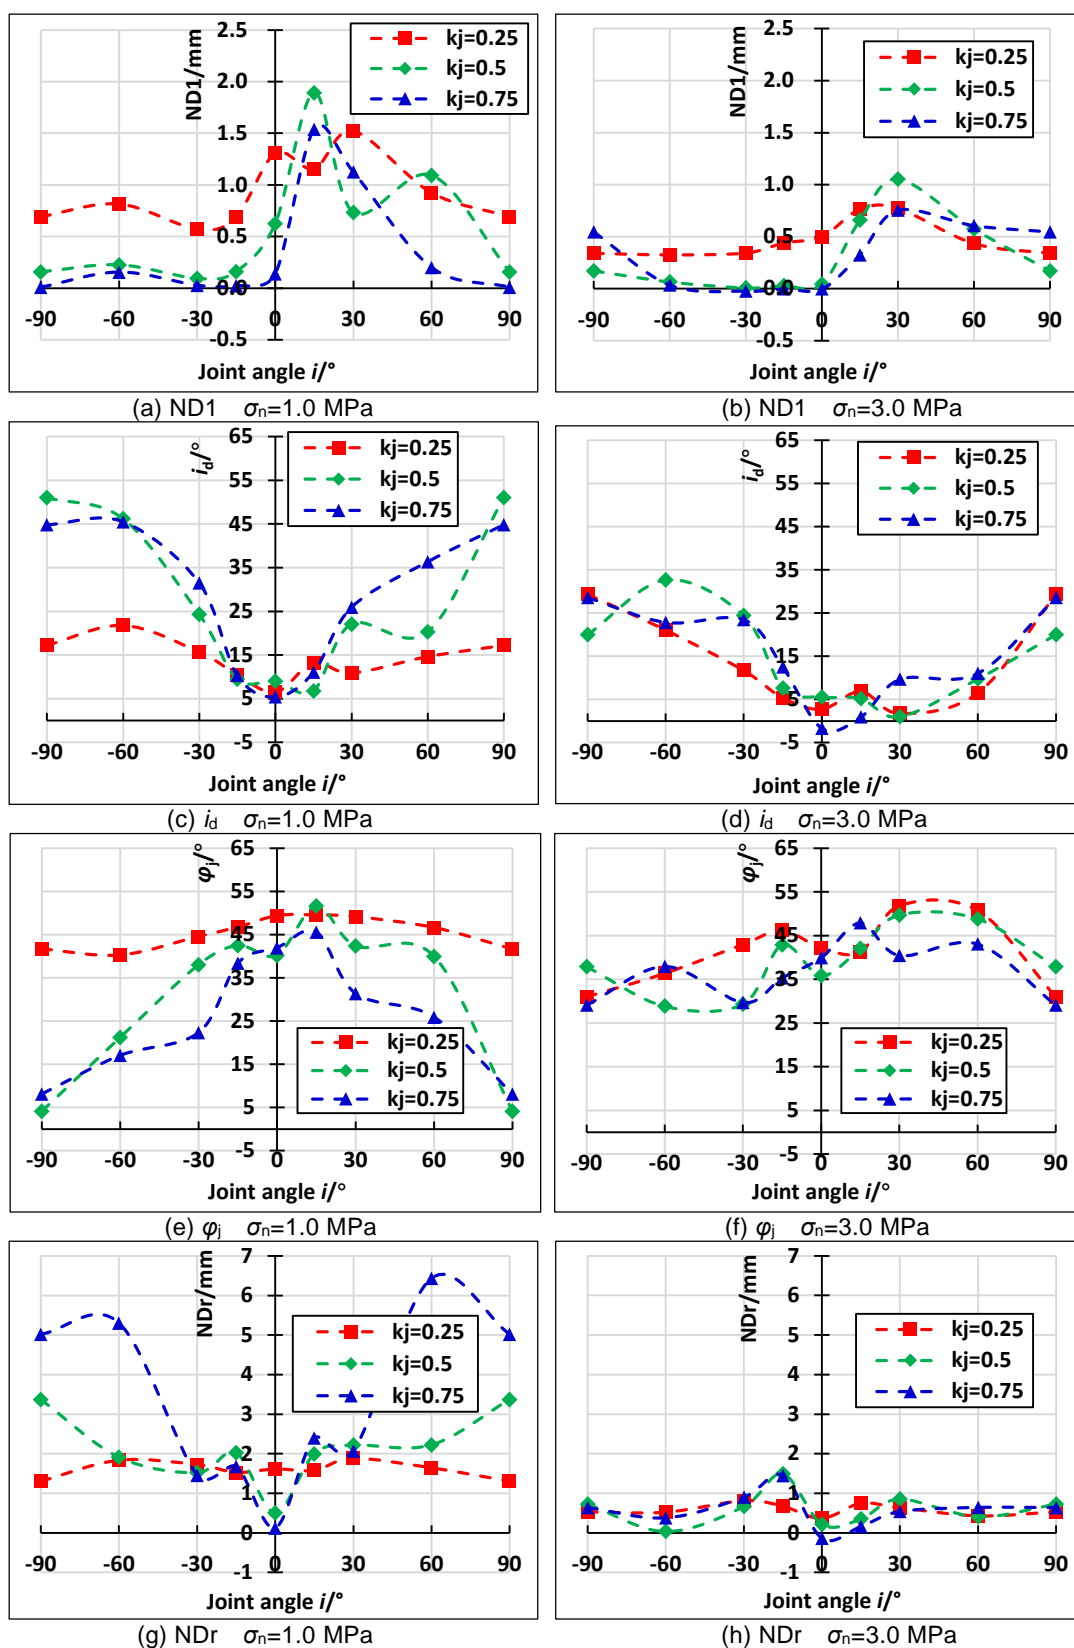 ND1/mm
2.5
2.0
1.5
1.0
0.5
0.0
-0.5
kj=0.25
kj=0.5
kj=0.75
-90 -60 -30 0 30 60 90
Joint angle i/°
(a) ND1 σn=1.0 MPa
ND1/mm
2.5
2.0
1.5
1.0
0.5
0.0
-0.5
kj=0.25
kj=0.5
kj=0.75
-90 -60 -30 0 30 60 90
Joint angle i/°
(b) ND1 σn=3.0 MPa
id/°
65
55
45
35
25
15
5
-5
kj=0.25
kj=0.5
kj=0.75
-90 -60 -30 0 30 60 90
Joint angle i/°
(c) id σn=1.0 MPa
id/°
65
55
45
35
25
15
5
-5
kj=0.25
kj=0.5
kj=0.75
-90 -60 -30 0 30 60 90
Joint angle i/°
(d) id σn=3.0 MPa
φj/°
65
55
45
35
25
15
5
-5
kj=0.25
kj=0.5
kj=0.75
-90 -60 -30 0 30 60 90
Joint angle i/°
(e) φj σn=1.0 MPa
φj/°
65
55
45
35
25
15
5
-5
kj=0.25
kj=0.5
kj=0.75
-90 -60 -30 0 30 60 90
Joint angle i/°
(f) φj σn=3.0 MPa
NDr/mm
7
6
5
4
3
2
1
0
-1
kj=0.25
kj=0.5
kj=0.75
-90 -60 -30 0 30 60 90
Joint angle i/°
(g) NDr σn=1.0 MPa
NDr/mm
7
6
5
4
3
2
1
0
-1
kj=0.25
kj=0.5
kj=0.75
-90 -60 -30 0 30 60 90
Joint angle i/°
(h) NDr σn=3.0 MPa